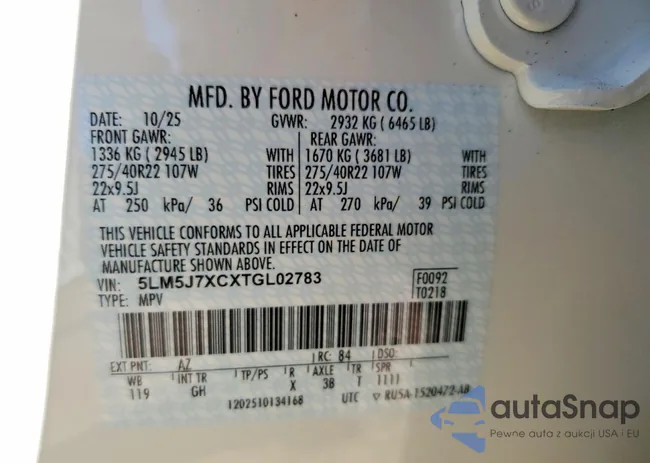 MFD. BY FORD MOTOR CO.
DATE: 10/25 GVWR: 2932 KG ( 6465 LB)
FRONT GAWR: REAR GAWR:
1336 KG ( 2945 LB) WITH 1670 KG ( 3681 LB) WITH
275/40R22 107W TIRES 275/40R22 107W TIRES
22x9.5J RIMS 22x9.5J RIMS
AT 250 kPa/ 36 PSI COLD AT 270 kPa/ 39 PSI COLD
THIS VEHICLE CONFORMS TO ALL APPLICABLE FEDERAL MOTOR
VEHICLE SAFETY STANDARDS IN EFFECT ON THE DATE OF
MANUFACTURE SHOWN ABOVE.
VIN: 5LM5J7XCXTGL02783 F0092
TYPE: MPV T0218
EXT PNT: AZ RC: 84 DSO:
WB INT TR TP/PS R AXLE TR SPR
119 GH X 38 T 1111
1202510134168 UTC ▽ RU5A-1520472-AB
autaSnap
Pewne auta z aukcji USA i EU